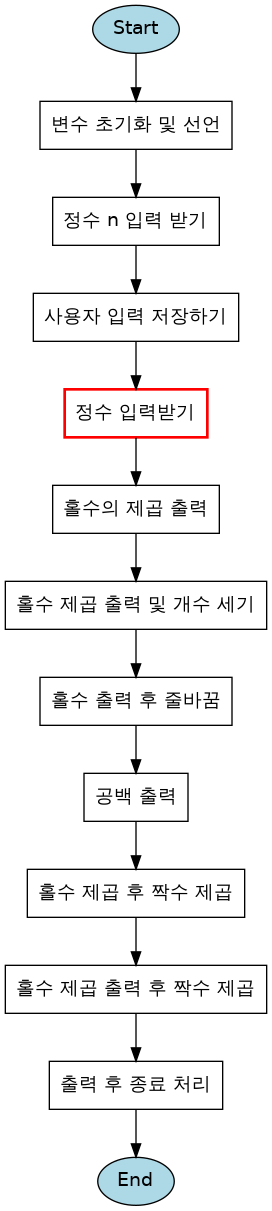 Start
변수 초기화 및 선언
정수 n 입력 받기
사용자 입력 저장하기
정수 입력받기
홀수의 제곱 출력
홀수 제곱 출력 및 개수 세기
홀수 출력 후 줄바꿈
공백 출력
홀수 제곱 후 짝수 제곱
홀수 제곱 출력 후 짝수 제곱
출력 후 종료 처리
End